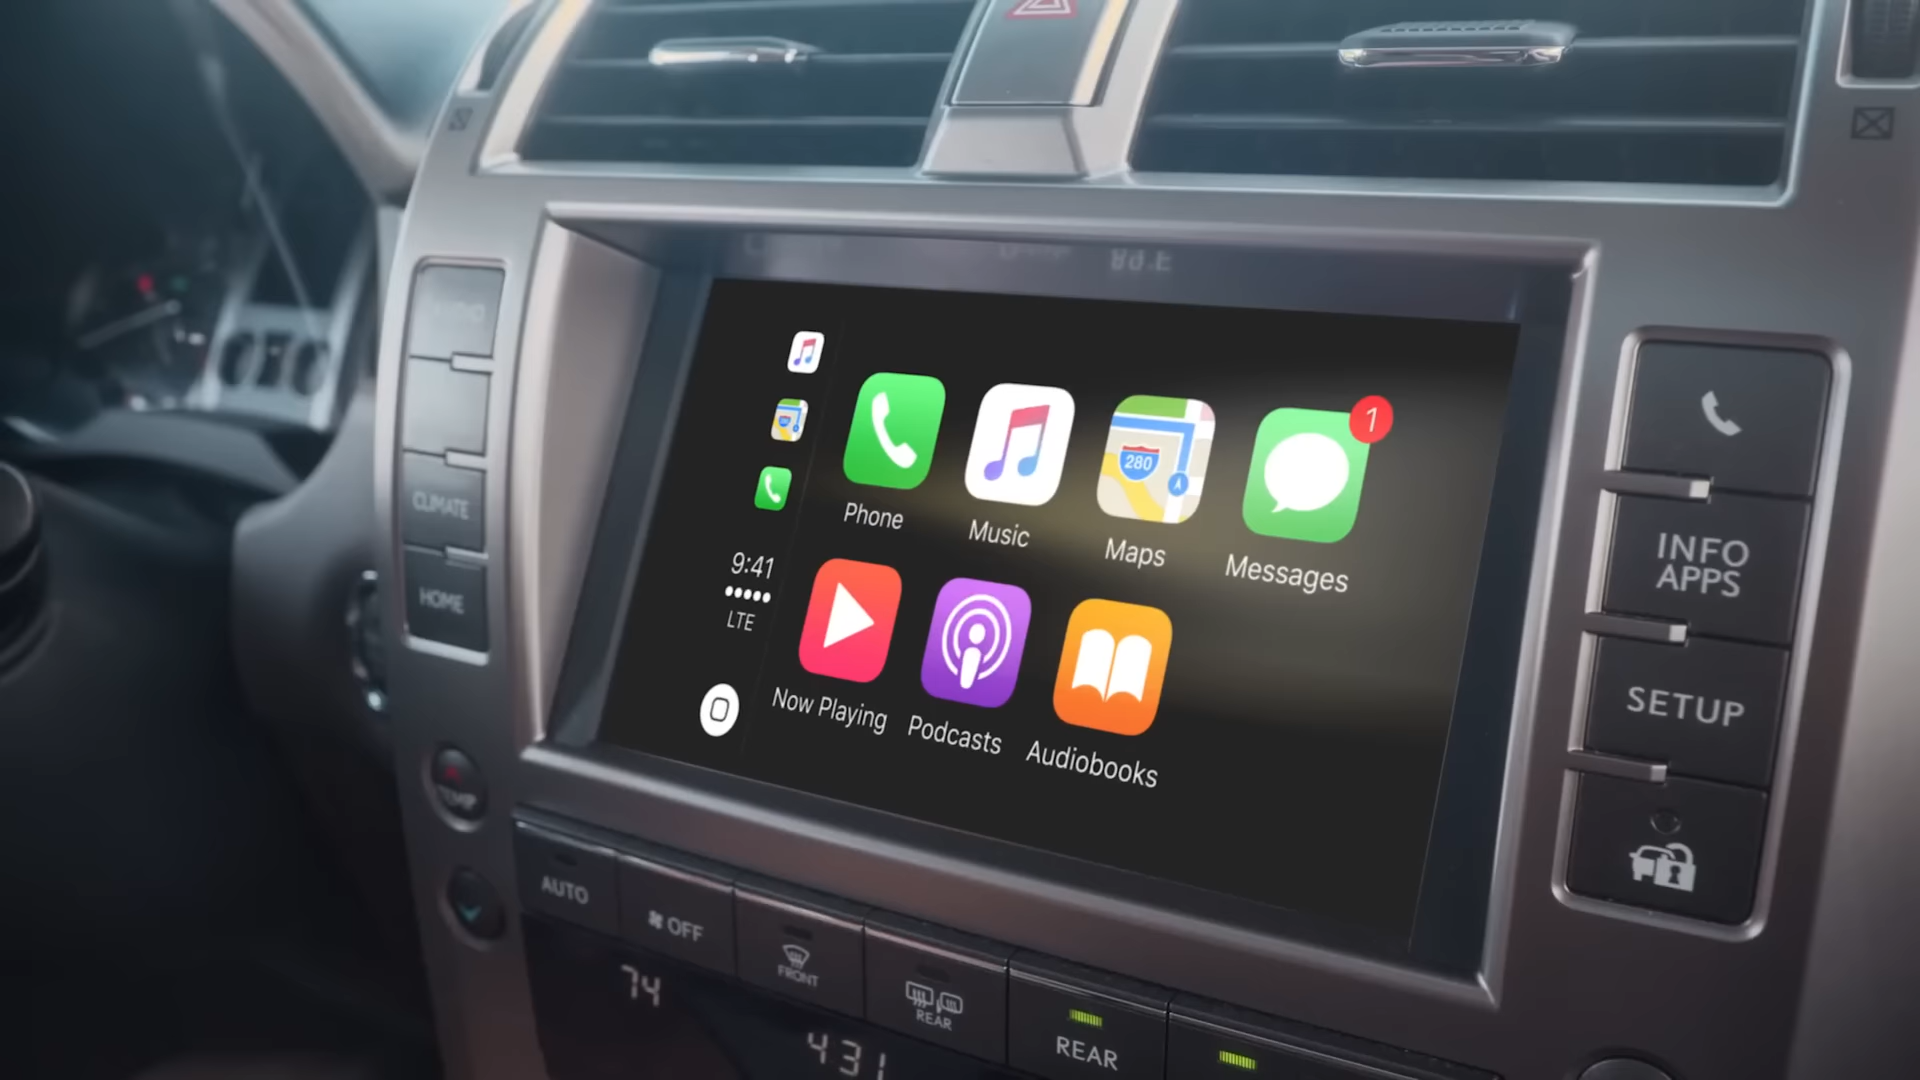 CLIMATE
HOME
TEMP
9:41
LTE
Phone
Music
280
Maps
1
Messages
Now Playing
Podcasts
Audiobooks
INFO
APPS
SETUP
AUTO
OFF
FRONT
REAR
REAR
74
431